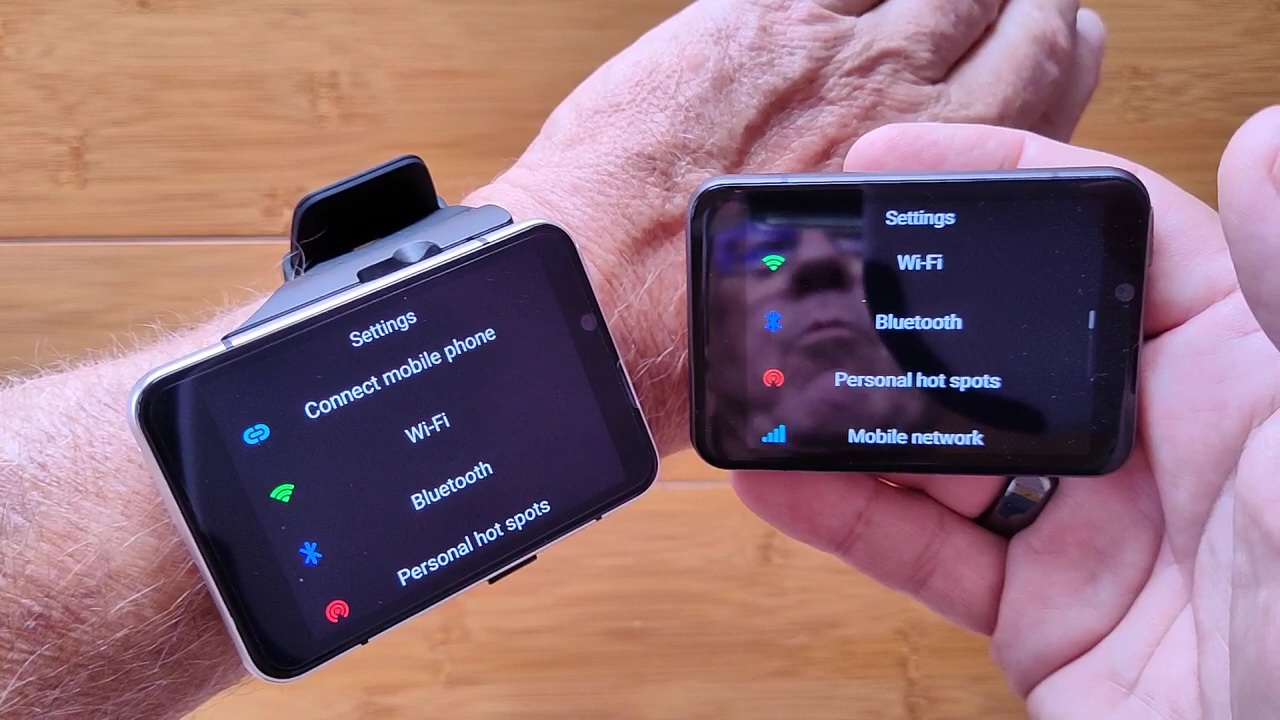 Settings
Connect mobile phone
Wi-Fi
Bluetooth
Personal hot spots
Settings
Wi-Fi
Bluetooth
Personal hot spots
Mobile network